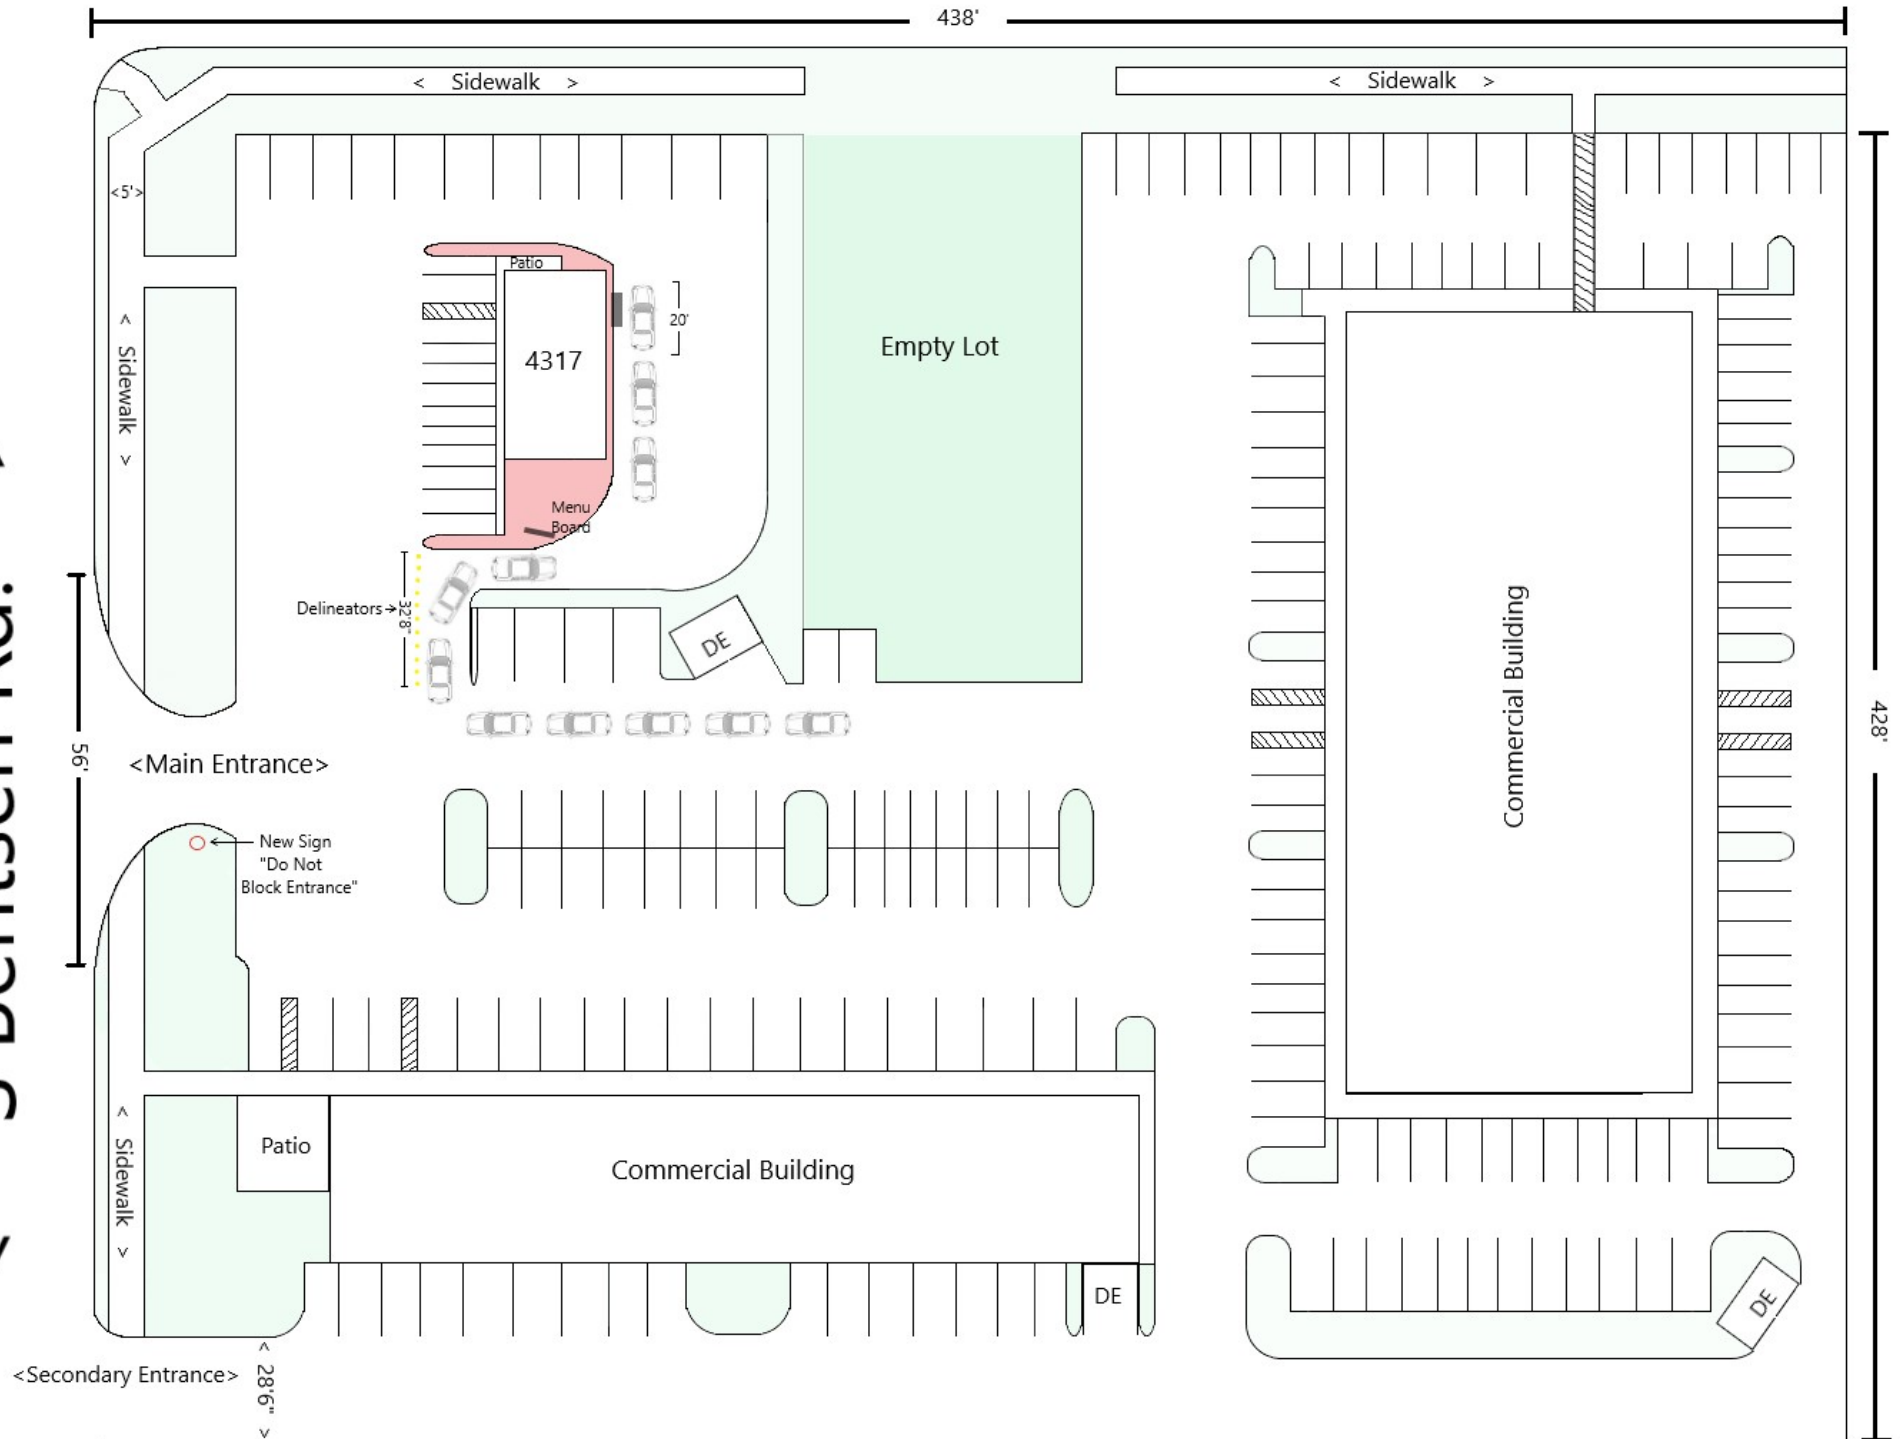 438'
< Sidewalk >
< Sidewalk >
<5'>
Patio
20'
4317
Empty Lot
< Sidewalk >
Menu
Board
Delineators
32'8"
DE
Commercial Building
428'
56'
<Main Entrance>
New Sign
"Do Not
Block Entrance"
< Sidewalk >
Patio
Commercial Building
DE
DE
<Secondary Entrance>
< 28'6" >